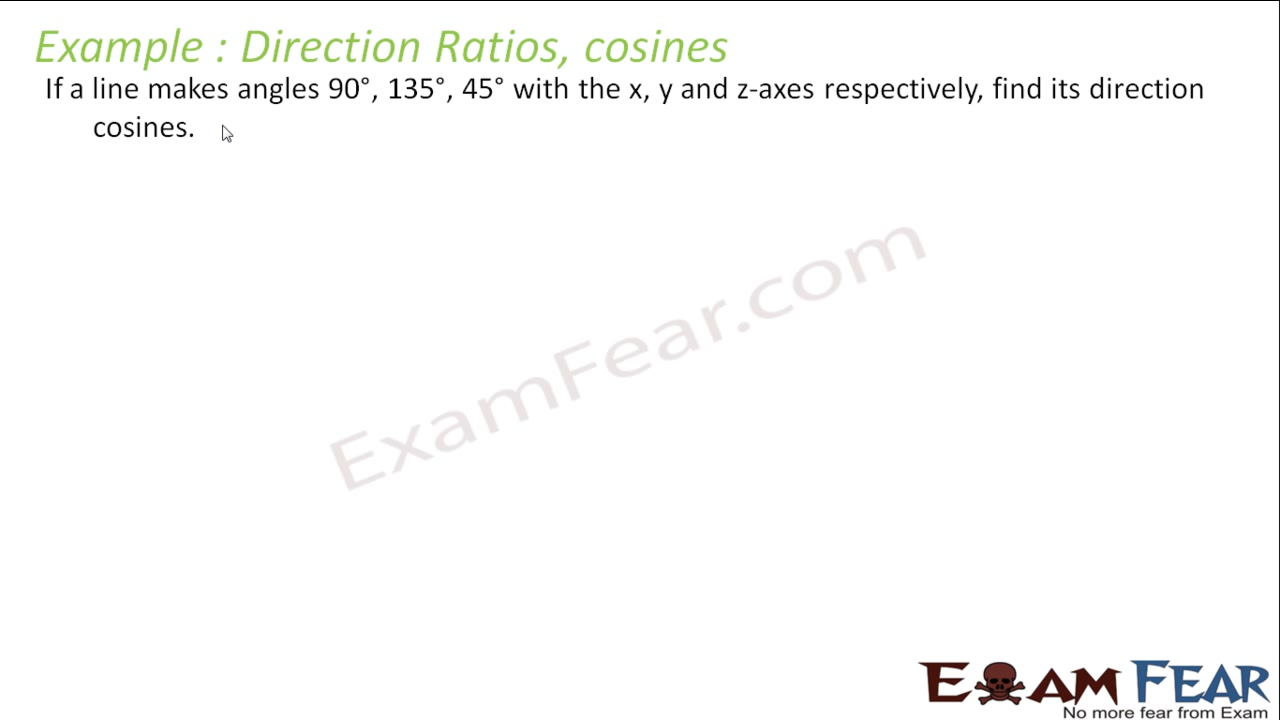 Example : Direction Ratios, cosines
If a line makes angles 90°, 135°, 45° with the x, y and z-axes respectively, find its direction
cosines.
ExamFear.com
EXAM FEAR
No more fear from Exam